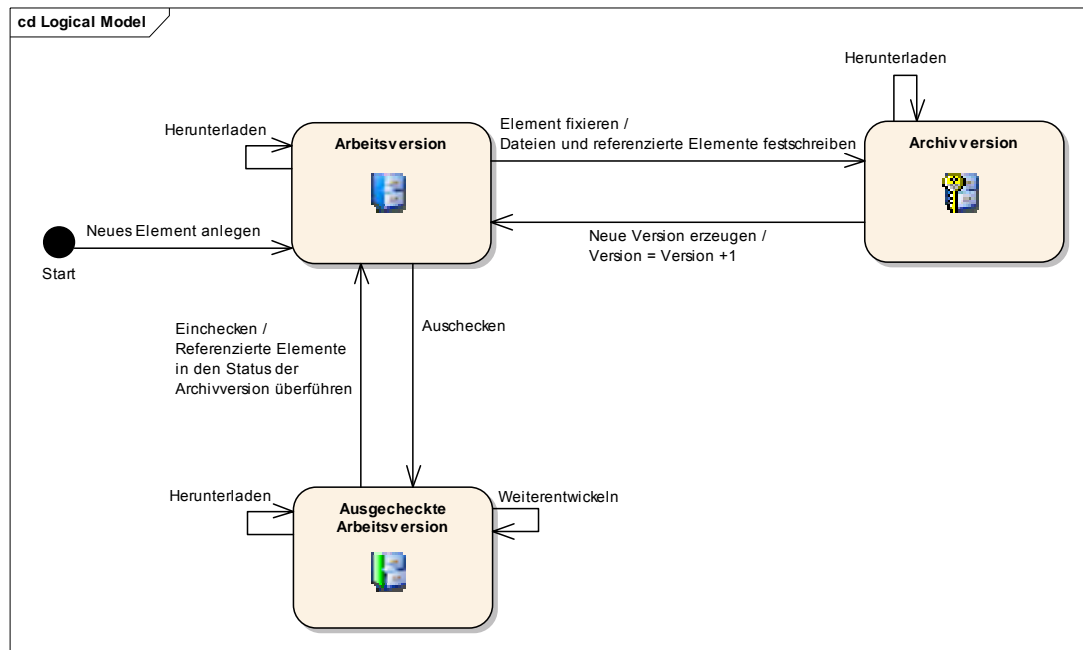 cd Logical Model
Herunterladen
Herunterladen
Arbeitsversion
Element fixieren /
Dateien und referenzierte Elemente festschreiben
Archivversion
Neues Element anlegen
Start
Neue Version erzeugen /
Version = Version +1
Einchecken /
Referenzierte Elemente
in den Status der
Archivversion überführen
Auschecken
Herunterladen
Ausgecheckte
Arbeitsversion
Weiterentwickeln